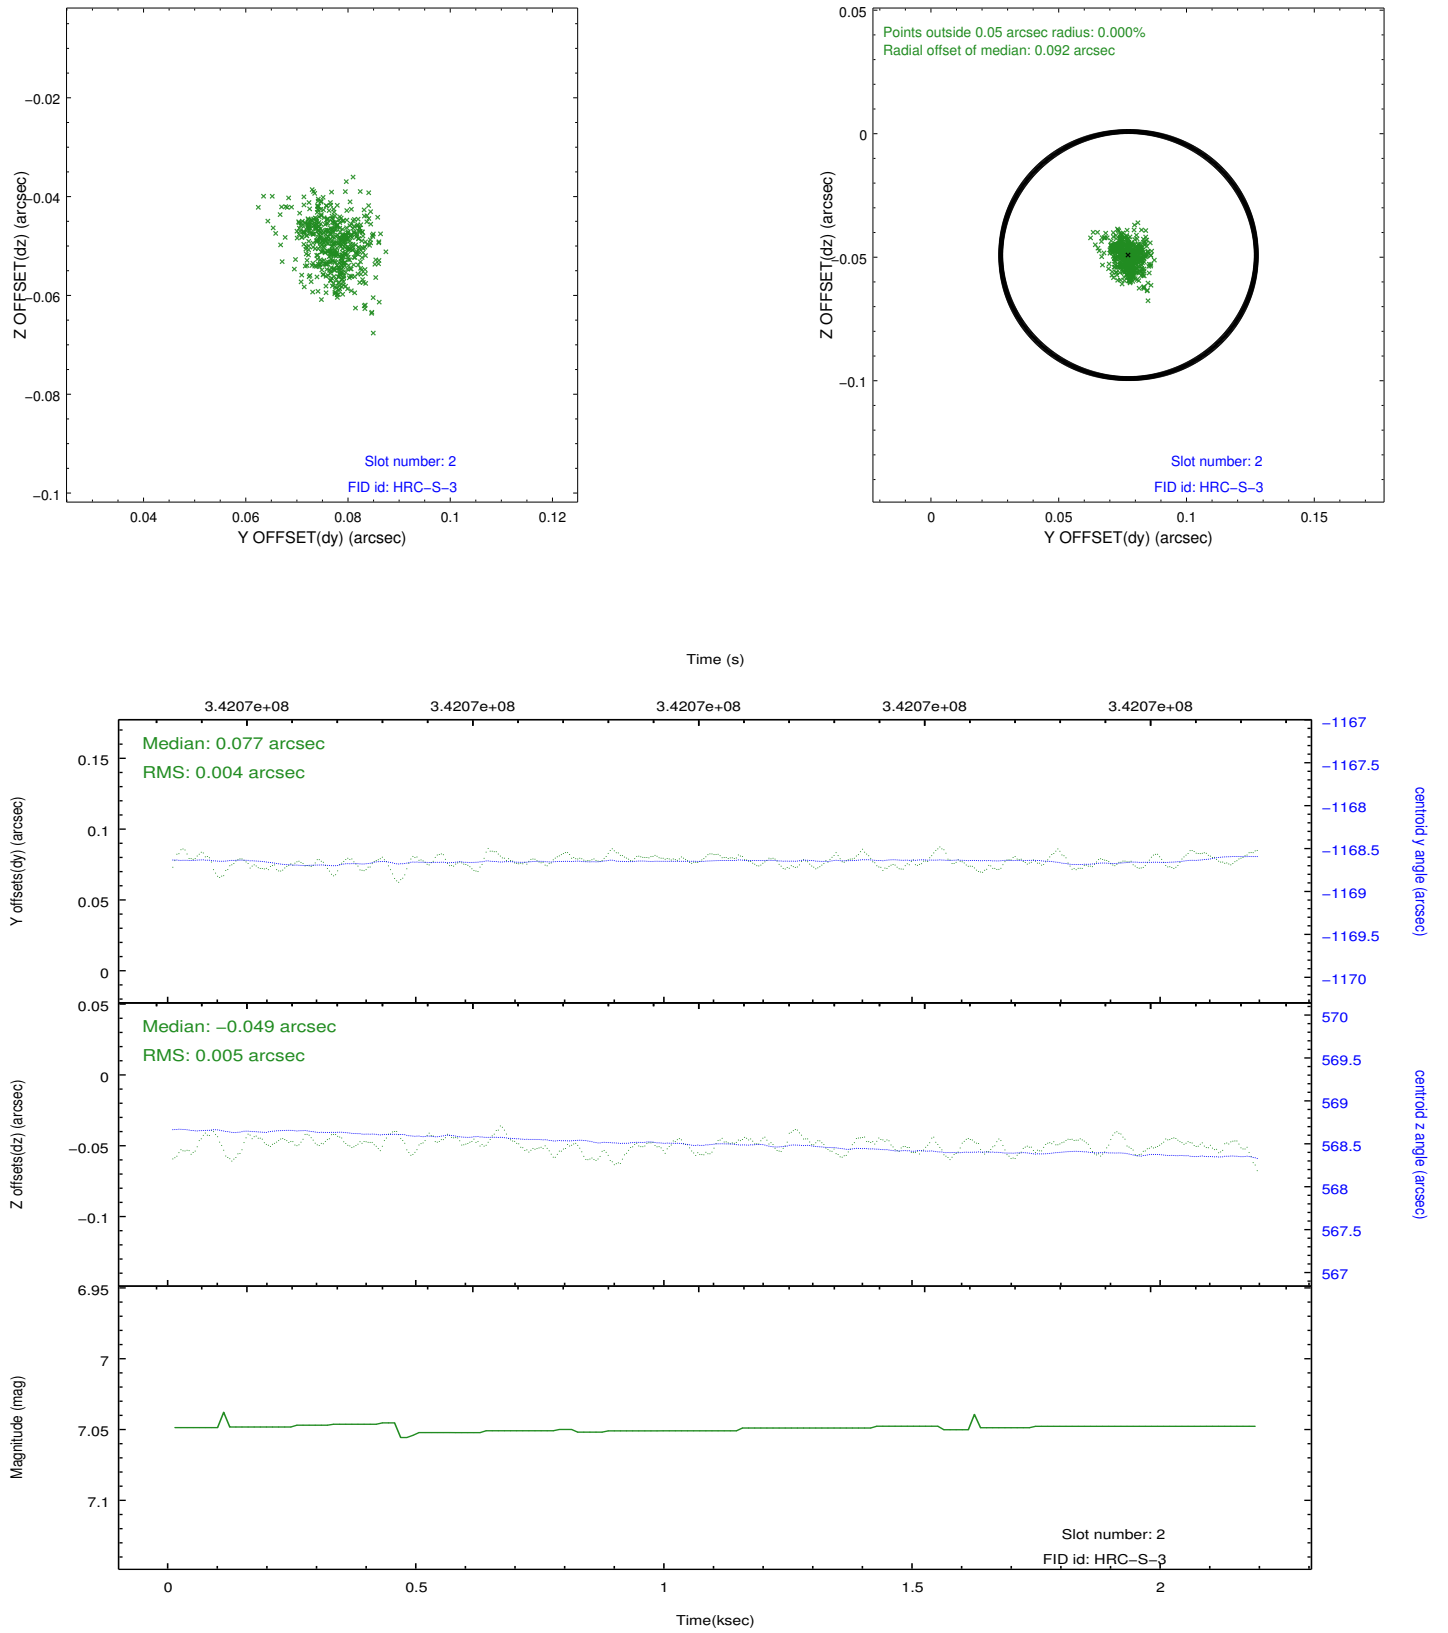 −0.02
−0.04
−0.06
−0.08
−0.1
Z OFFSET(dz) (arcsec)
Slot number: 2
FID id: HRC−S−3
0.04 0.06 0.08 0.1 0.12
Y OFFSET(dy) (arcsec)
0.05
0
−0.05
−0.1
Z OFFSET(dz) (arcsec)
Points outside 0.05 arcsec radius: 0.000%
Radial offset of median: 0.092 arcsec
Slot number: 2
FID id: HRC−S−3
0 0.05 0.1 0.15
Y OFFSET(dy) (arcsec)
Time (s)
3.4207e+08 3.4207e+08 3.4207e+08 3.4207e+08 3.4207e+08
Median: 0.077 arcsec
RMS: 0.004 arcsec
0.15
0.1
0.05
0
Y offsets(dy) (arcsec)
−1167
−1167.5
−1168
−1168.5
−1169
−1169.5
−1170
centroid y angle (arcsec)
Median: −0.049 arcsec
RMS: 0.005 arcsec
0.05
0
−0.05
−0.1
Z offsets(dz) (arcsec)
570
569.5
569
568.5
568
567.5
567
centroid z angle (arcsec)
6.95
7
7.05
7.1
Magnitude (mag)
Slot number: 2
FID id: HRC−S−3
0 0.5 1 1.5 2
Time(ksec)